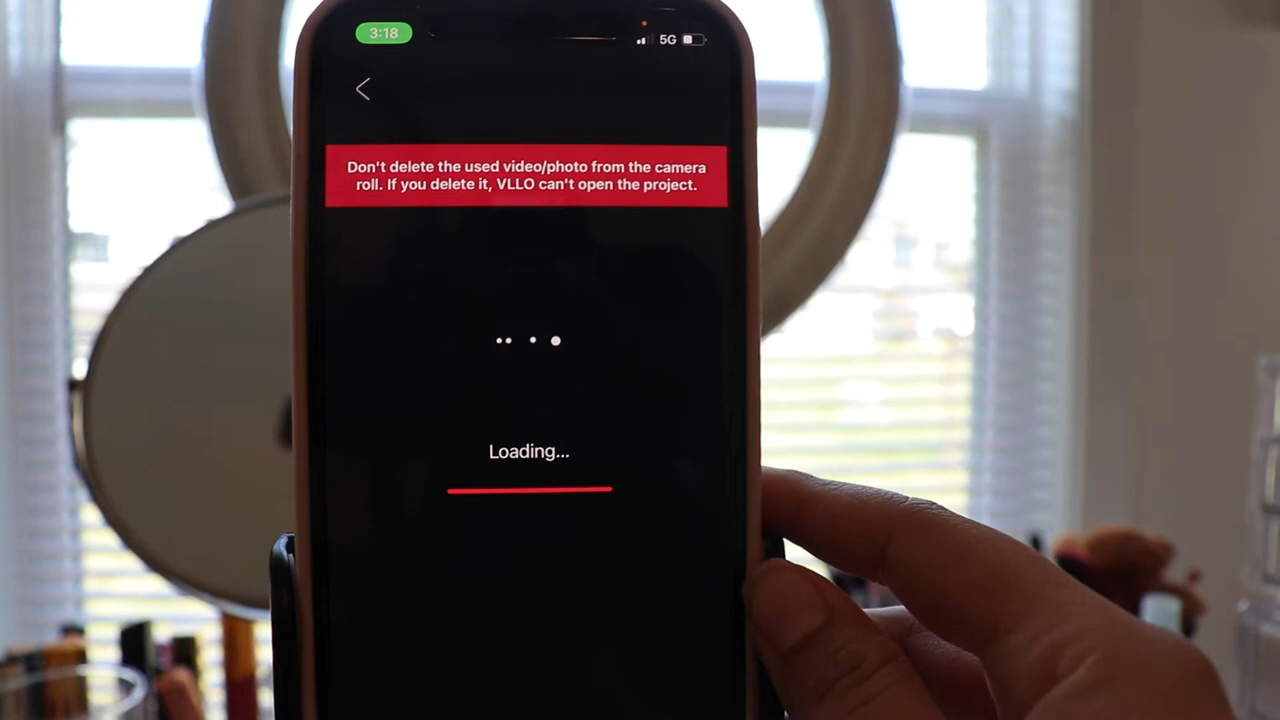 3:18
5G
Don't delete the used video/photo from the camera
roll. If you delete it, VLLO can't open the project.
Loading...